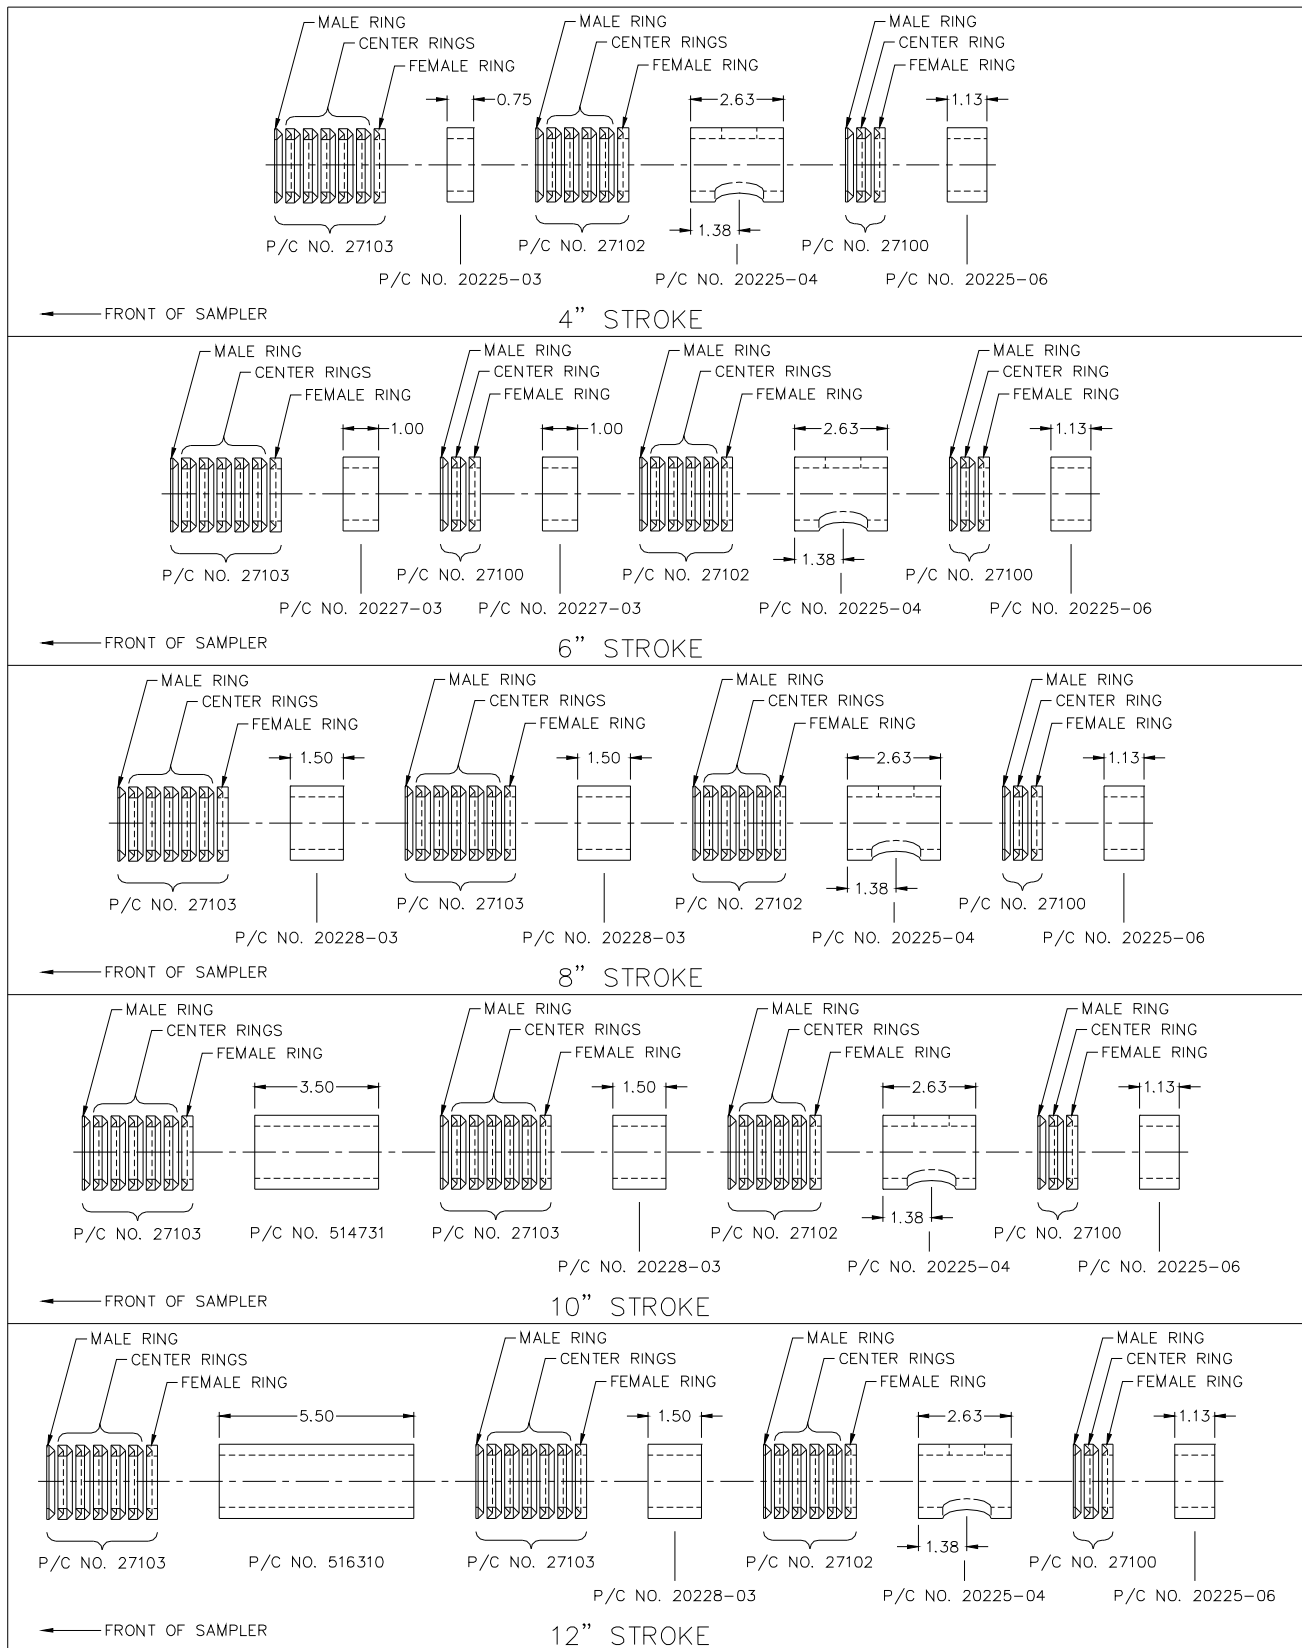 MALE RING MALE RING MALE RING
CENTER RINGS CENTER RINGS CENTER RING
FEMALE RING FEMALE RING FEMALE RING
0.75 2.63 1.13
1.38
P/C NO. 27103 P/C NO. 27102 P/C NO. 27100
P/C NO. 20225-03 P/C NO. 20225-04 P/C NO. 20225-06
FRONT OF SAMPLER 4" STROKE
MALE RING MALE RING MALE RING MALE RING
CENTER RINGS CENTER RING CENTER RINGS CENTER RING
FEMALE RING FEMALE RING FEMALE RING FEMALE RING
1.00 1.00 2.63 1.13
1.38
P/C NO. 27103 P/C NO. 27100 P/C NO. 27102 P/C NO. 27100
P/C NO. 20227-03 P/C NO. 20227-03 P/C NO. 20225-04 P/C NO. 20225-06
FRONT OF SAMPLER 6" STROKE
MALE RING MALE RING MALE RING MALE RING
CENTER RINGS CENTER RINGS CENTER RINGS CENTER RING
FEMALE RING FEMALE RING FEMALE RING FEMALE RING
1.50 1.50 2.63 1.13
1.38
P/C NO. 27103 P/C NO. 27103 P/C NO. 27102 P/C NO. 27100
P/C NO. 20228-03 P/C NO. 20228-03 P/C NO. 20225-04 P/C NO. 20225-06
FRONT OF SAMPLER 8" STROKE
MALE RING MALE RING MALE RING MALE RING
CENTER RINGS CENTER RINGS CENTER RINGS CENTER RING
FEMALE RING FEMALE RING FEMALE RING FEMALE RING
3.50 1.50 2.63 1.13
1.38
P/C NO. 27103 P/C NO. 514731 P/C NO. 27103 P/C NO. 27102 P/C NO. 27100
P/C NO. 20228-03 P/C NO. 20225-04 P/C NO. 20225-06
FRONT OF SAMPLER 10" STROKE
MALE RING MALE RING MALE RING MALE RING
CENTER RINGS CENTER RINGS CENTER RINGS CENTER RING
FEMALE RING FEMALE RING FEMALE RING FEMALE RING
5.50 1.50 2.63 1.13
1.38
P/C NO. 27103 P/C NO. 516310 P/C NO. 27103 P/C NO. 27102 P/C NO. 27100
P/C NO. 20228-03 P/C NO. 20225-04 P/C NO. 20225-06
FRONT OF SAMPLER 12" STROKE